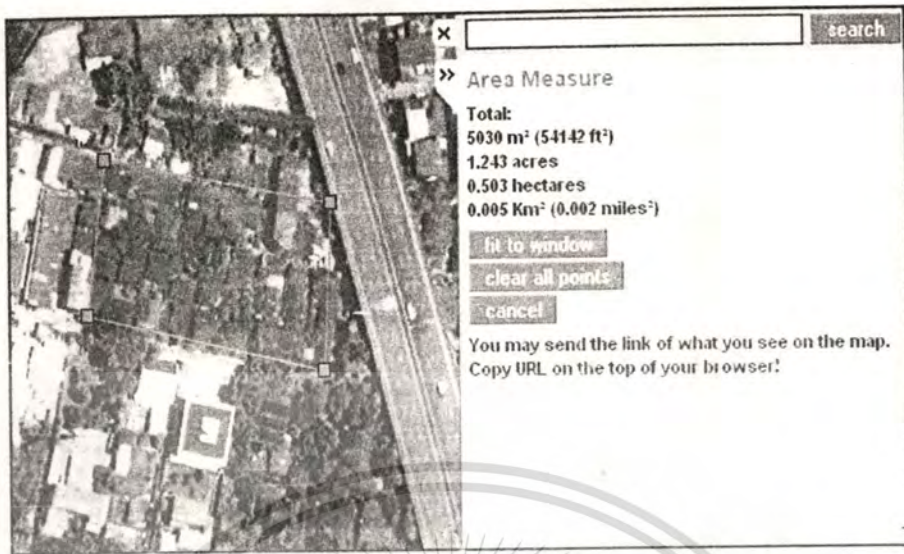 search
Area Measure
Total:
5030 m² (54142 ft²)
1.243 acres
0.503 hectares
0.005 Km² (0.002 miles²)
fit to window
clear all points
cancel
You may send the link of what you see on the map.
Copy URL on the top of your browser!